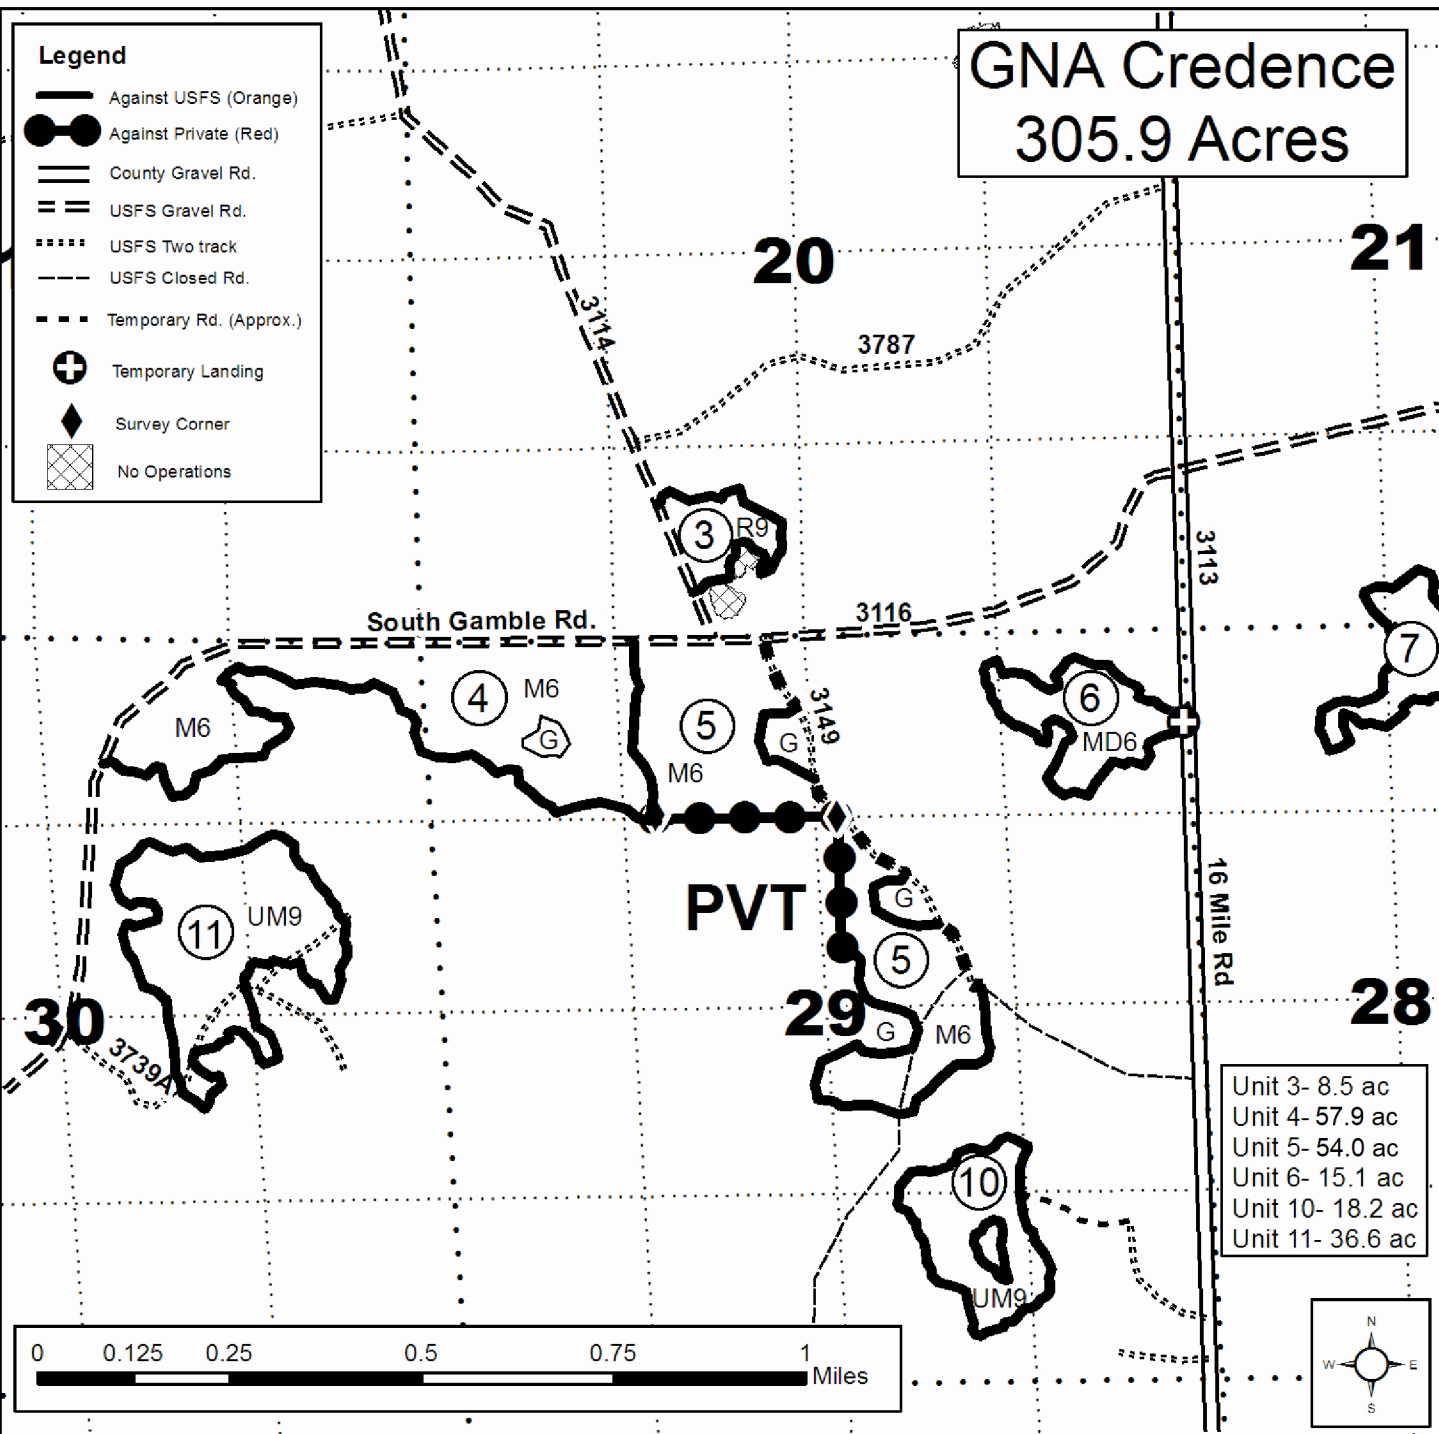 Legend
Against USFS (Orange)
Against Private (Red)
County Gravel Rd.
USFS Gravel Rd.
USFS Two track
USFS Closed Rd.
Temporary Rd. (Approx.)
Temporary Landing
Survey Corner
No Operations
GNA Credence
305.9 Acres
20
21
3114
3787
3 R9
3113
South Gamble Rd.
3116
7
4 M6
M6
G
5
M6
G
3149
6
MD6
PVT
16 Mile Rd
G
5
11 UM9
30
29
28
G M6
3739A
Unit 3- 8.5 ac
Unit 4- 57.9 ac
Unit 5- 54.0 ac
Unit 6- 15.1 ac
Unit 10- 18.2 ac
Unit 11- 36.6 ac
10
UM9
0 0.125 0.25 0.5 0.75 1
Miles
N
W E
S